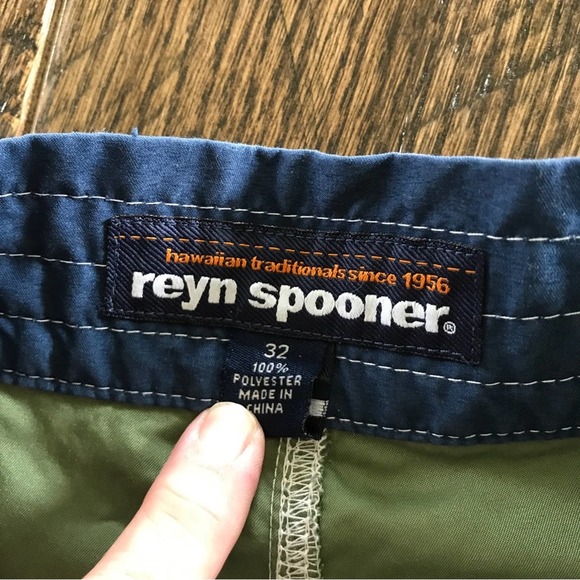 hawaiian traditionals since 1956
reyn spooner®
32
100%
POLYESTER
MADE IN
CHINA